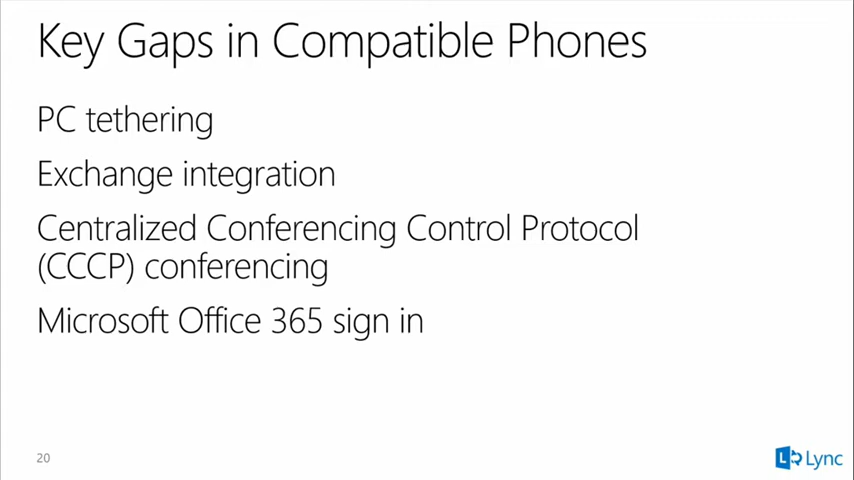 Key Gaps in Compatible Phones
PC tethering
Exchange integration
Centralized Conferencing Control Protocol
(CCCP) conferencing
Microsoft Office 365 sign in
20
Lync